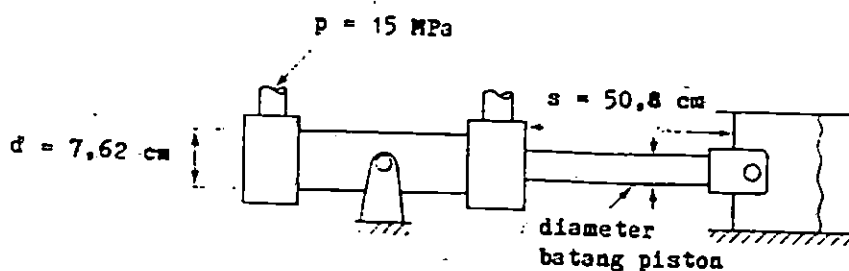 p = 15 MPa
s = 50,8 cm
d = 7,62 cm
diameter
batang piston